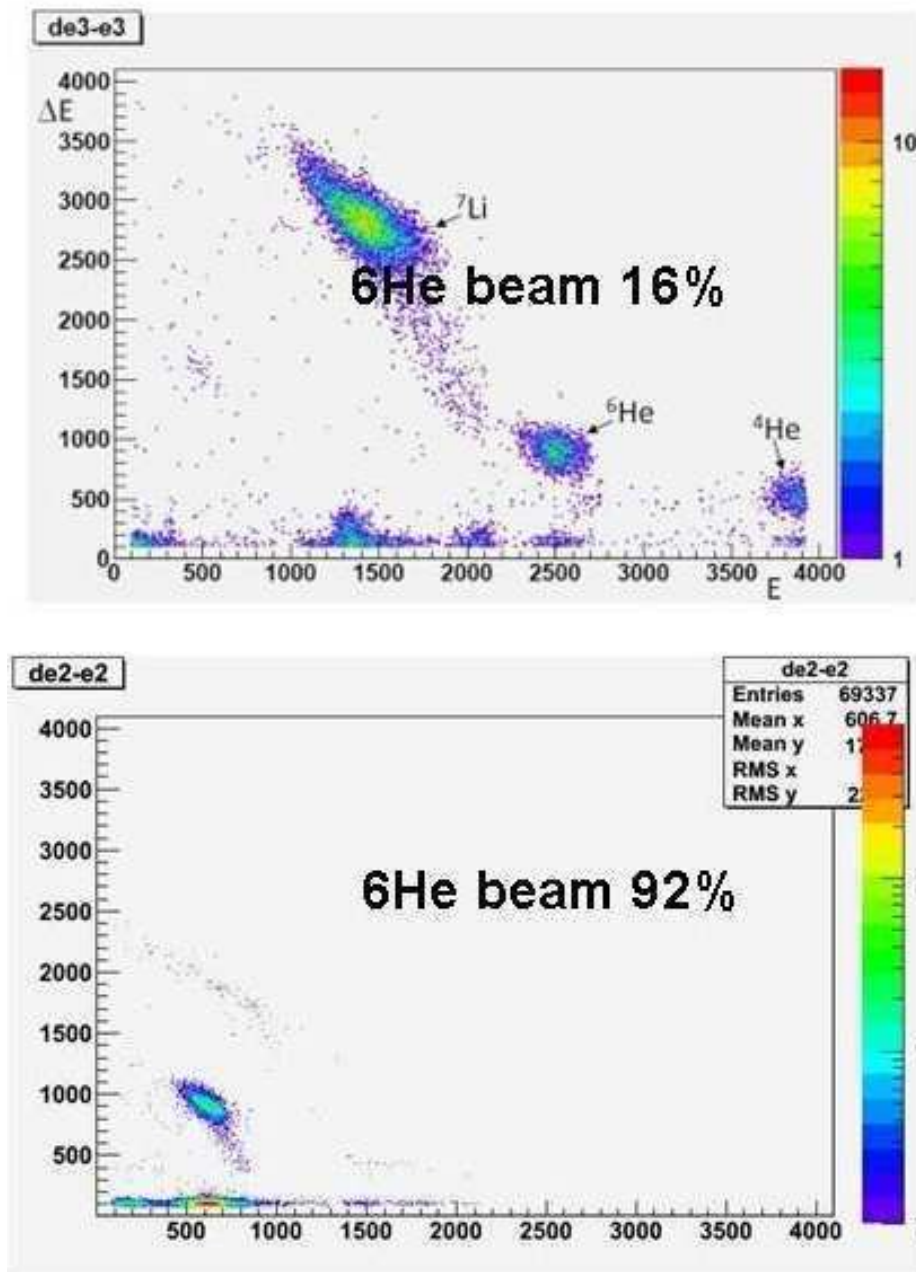 de3-e3
4000
ΔE
3500
3000
2500
2000
1500
1000
500
0
0 500 1000 1500 2000 2500 3000 3500 4000
E
⁷Li
6He beam 16%
⁶He
⁴He
10
1
de2-e2
de2-e2
Entries 69337
Mean x 606.7
Mean y
RMS x
RMS y
4000
3500
3000
2500
2000
1500
1000
500
6He beam 92%
500 1000 1500 2000 2500 3000 3500 4000